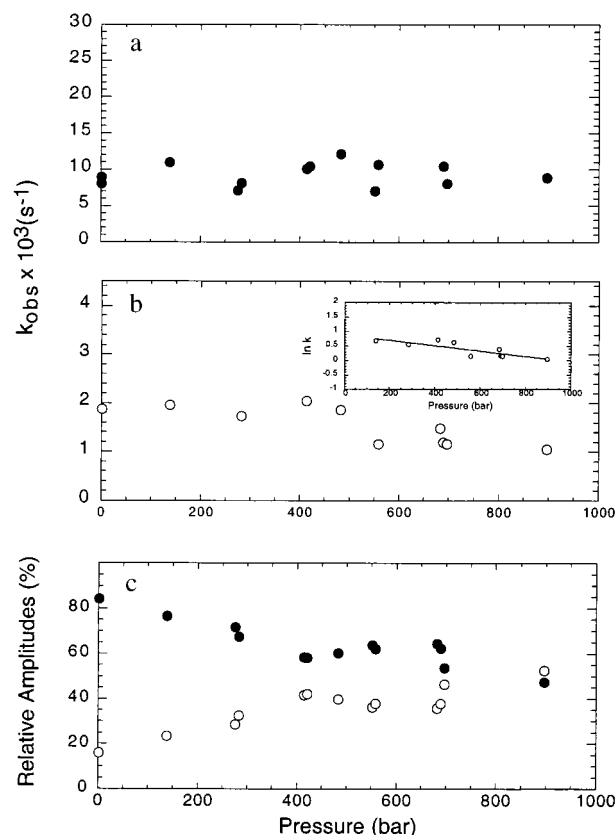 a
30
25
20
15
10
5
0
k_obs x 10^3(s^-1)
b
4
3
2
1
0
0 200 400 600 800 1000
ln k
2
1.5
1
0.5
0
-0.5
-1
0 200 400 600 800 1000
Pressure (bar)
c
80
60
40
20
0
Relative Amplitudes (%)
0 200 400 600 800 1000
Pressure (bar)